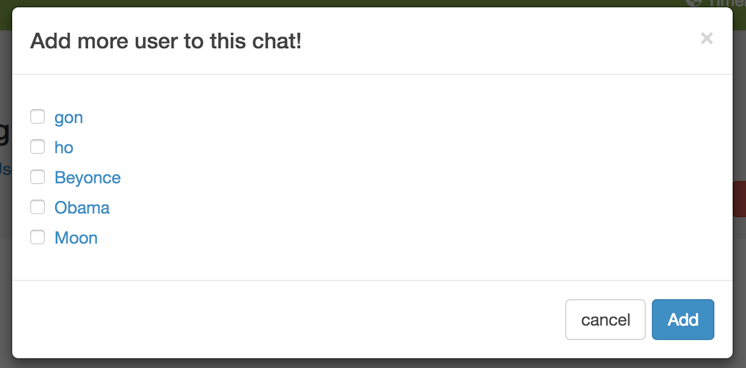 Add more user to this chat!
×
gon
ho
Beyonce
Obama
Moon
cancel
Add